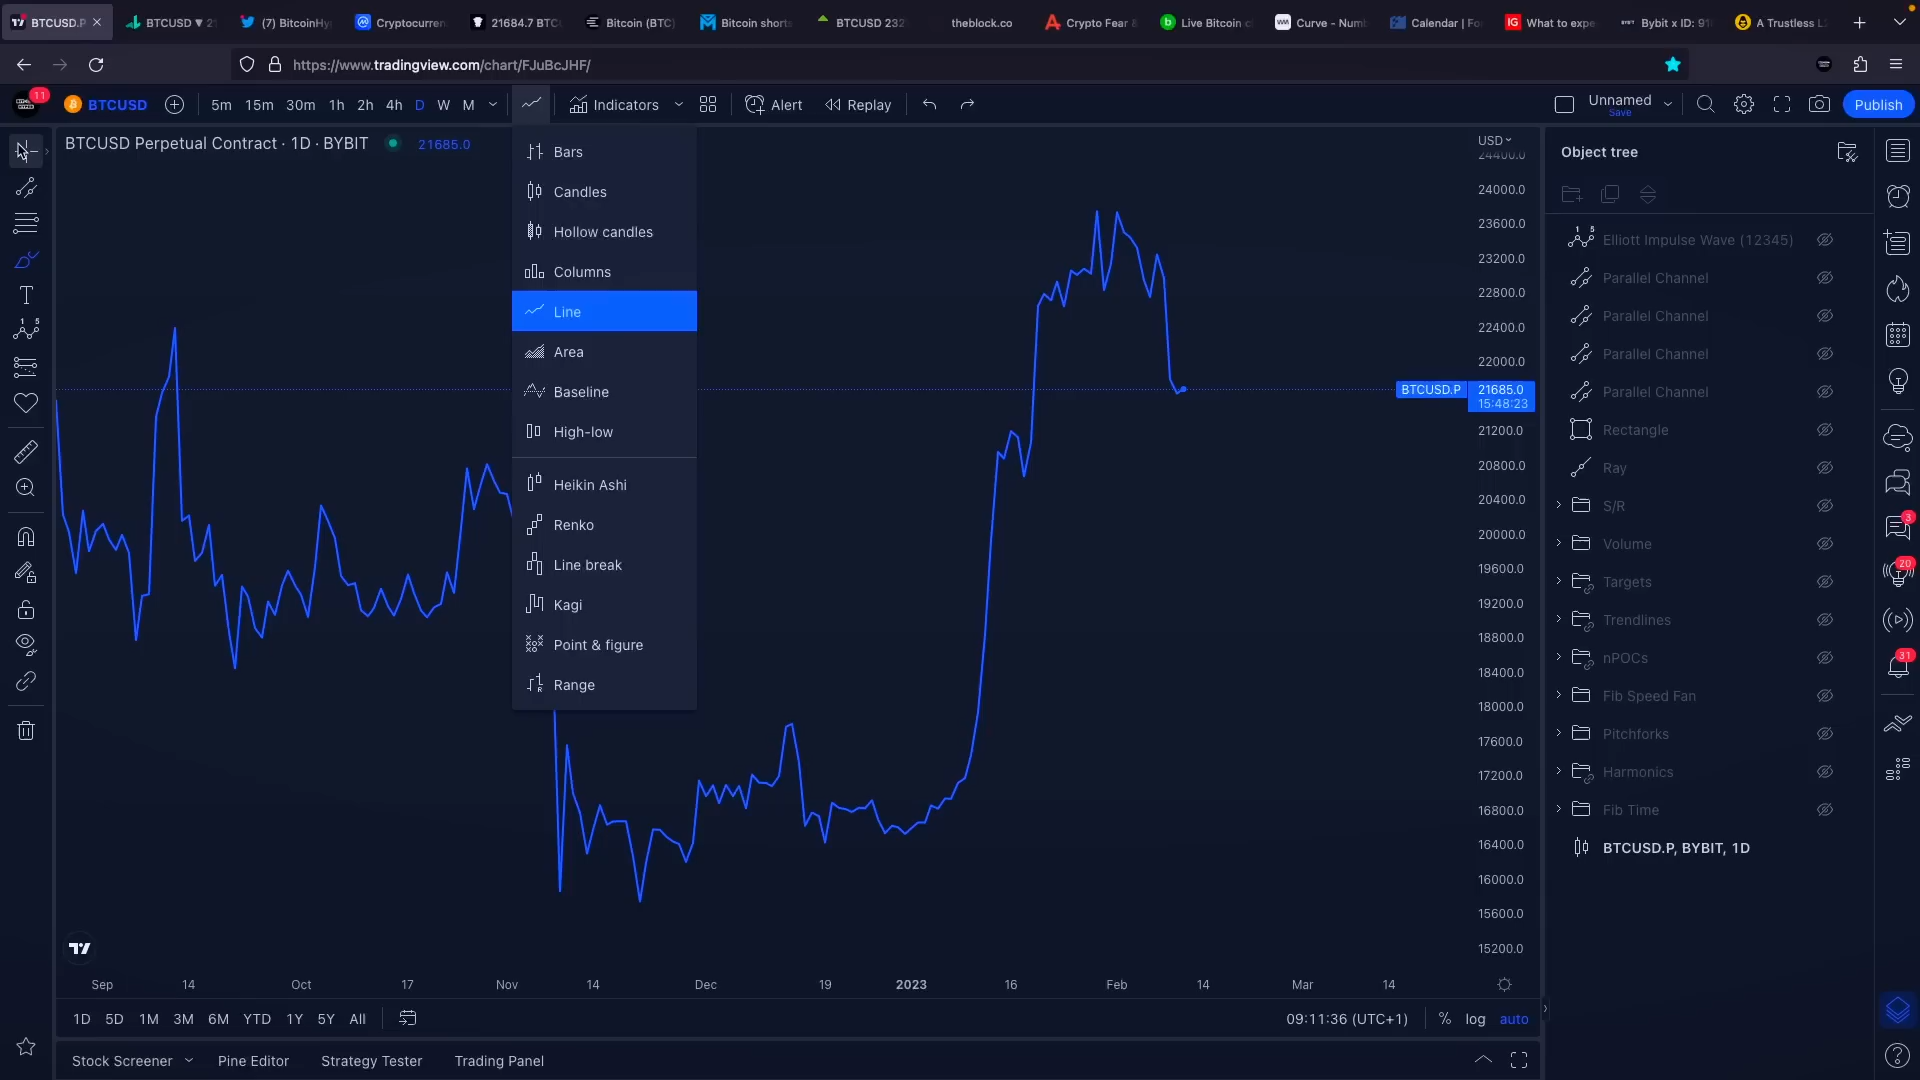 BTCUSD.P
BTCUSD ▼ 21
(7) BitcoinHy
Cryptocurren
21684.7 BTCU
Bitcoin (BTC)
Bitcoin shorts
BTCUSD 232
theblock.co
Crypto Fear &
Live Bitcoin c
Curve - Numb
Calendar | Fo
What to expe
Bybit x ID: 91
A Trustless L
https://www.tradingview.com/chart/FJuBcJHF/
11
BTCUSD
5m 15m 30m 1h 2h 4h D W M
Indicators
Alert
Replay
Unnamed
Save
Publish
BTCUSD Perpetual Contract · 1D · BYBIT 21685.0
Bars
Candles
Hollow candles
Columns
Line
Area
Baseline
High-low
Heikin Ashi
Renko
Line break
Kagi
Point & figure
Range
USD
24400.0
24000.0
23600.0
23200.0
22800.0
22400.0
22000.0
BTCUSD.P 21685.0
15:48:23
21200.0
20800.0
20400.0
20000.0
19600.0
19200.0
18800.0
18400.0
18000.0
17600.0
17200.0
16800.0
16400.0
16000.0
15600.0
15200.0
Sep 14 Oct 17 Nov 14 Dec 19 2023 16 Feb 14 Mar 14
1D 5D 1M 3M 6M YTD 1Y 5Y All
09:11:36 (UTC+1) % log auto
Stock Screener Pine Editor Strategy Tester Trading Panel
Object tree
Elliott Impulse Wave (12345)
Parallel Channel
Parallel Channel
Parallel Channel
Parallel Channel
Rectangle
Ray
S/R
Volume
Targets
Trendlines
nPOCs
Fib Speed Fan
Pitchforks
Harmonics
Fib Time
BTCUSD.P, BYBIT, 1D
3
20
31